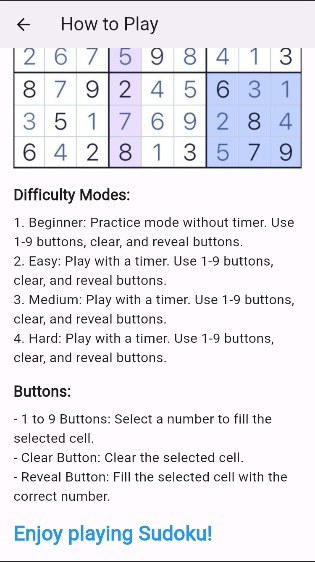 ← How to Play
2 6 7 5 9 8 4 1 3
8 7 9 2 4 5 6 3 1
3 5 1 7 6 9 2 8 4
6 4 2 8 1 3 5 7 9
Difficulty Modes:
1. Beginner: Practice mode without timer. Use
1-9 buttons, clear, and reveal buttons.
2. Easy: Play with a timer. Use 1-9 buttons,
clear, and reveal buttons.
3. Medium: Play with a timer. Use 1-9 buttons,
clear, and reveal buttons.
4. Hard: Play with a timer. Use 1-9 buttons,
clear, and reveal buttons.
Buttons:
- 1 to 9 Buttons: Select a number to fill the
selected cell.
- Clear Button: Clear the selected cell.
- Reveal Button: Fill the selected cell with the
correct number.
Enjoy playing Sudoku!